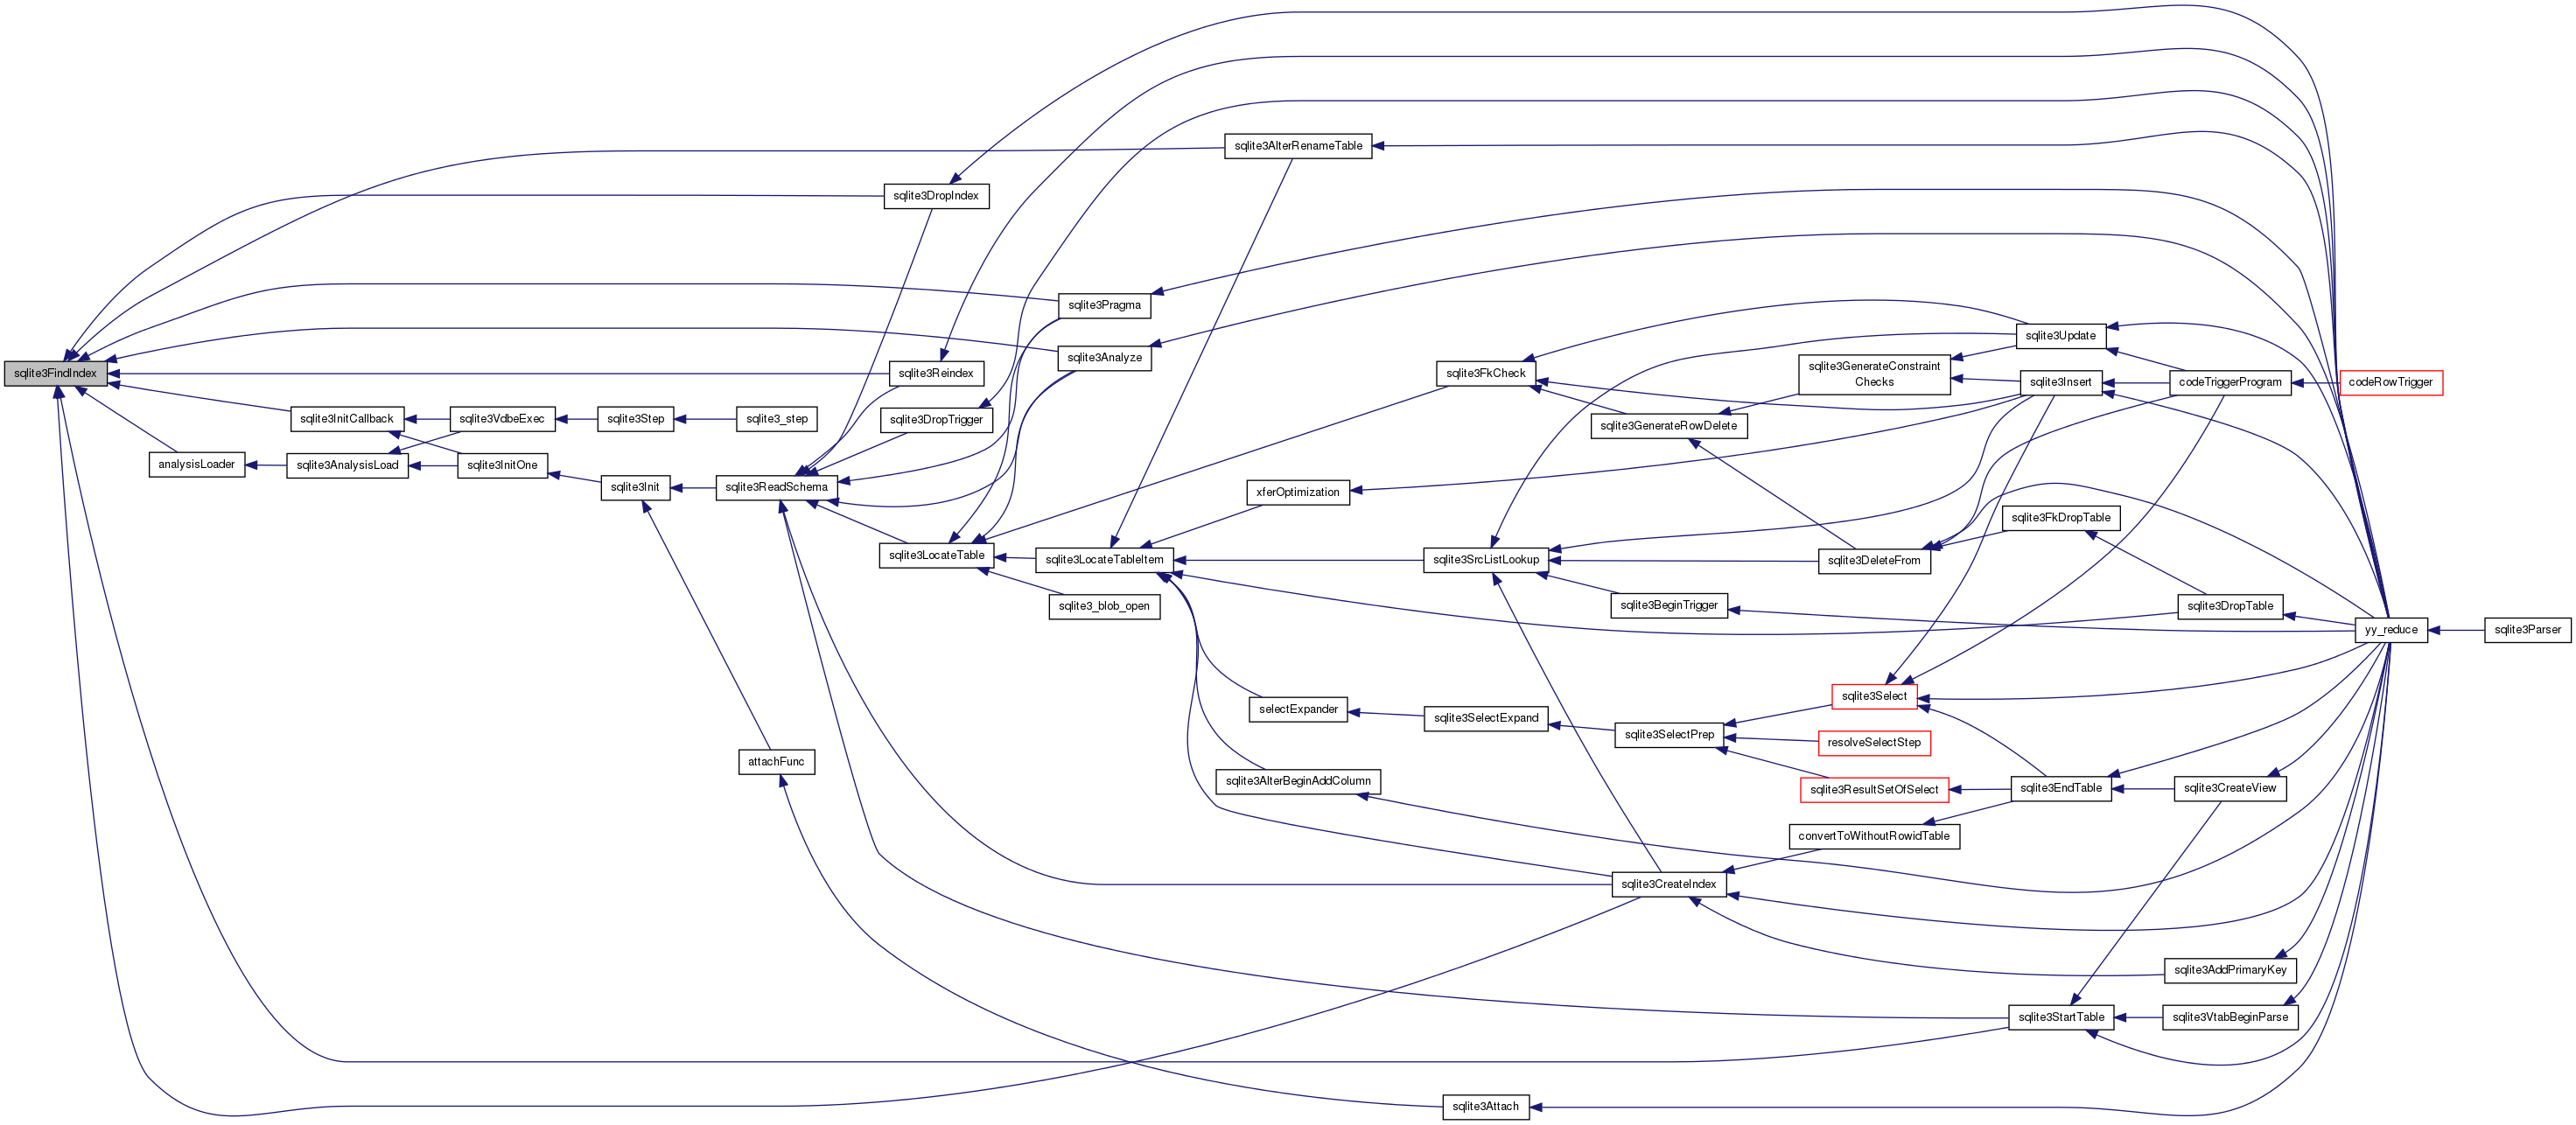 sqlite3AlterRenameTable
sqlite3DropIndex
sqlite3Pragma
sqlite3Update
sqlite3Analyze
sqlite3FindIndex
sqlite3Reindex
sqlite3FkCheck
sqlite3GenerateConstraint
Checks
sqlite3Insert
codeTriggerProgram
codeRowTrigger
sqlite3InitCallback
sqlite3VdbeExec
sqlite3Step
sqlite3_step
sqlite3DropTrigger
sqlite3GenerateRowDelete
analysisLoader
sqlite3AnalysisLoad
sqlite3InitOne
sqlite3Init
sqlite3ReadSchema
xferOptimization
sqlite3FkDropTable
sqlite3LocateTable
sqlite3LocateTableItem
sqlite3SrcListLookup
sqlite3DeleteFrom
sqlite3_blob_open
sqlite3BeginTrigger
sqlite3DropTable
yy_reduce
sqlite3Parser
selectExpander
sqlite3SelectExpand
sqlite3SelectPrep
sqlite3Select
resolveSelectStep
attachFunc
sqlite3AlterBeginAddColumn
sqlite3ResultSetOfSelect
sqlite3EndTable
sqlite3CreateView
convertToWithoutRowidTable
sqlite3CreateIndex
sqlite3AddPrimaryKey
sqlite3StartTable
sqlite3VtabBeginParse
sqlite3Attach